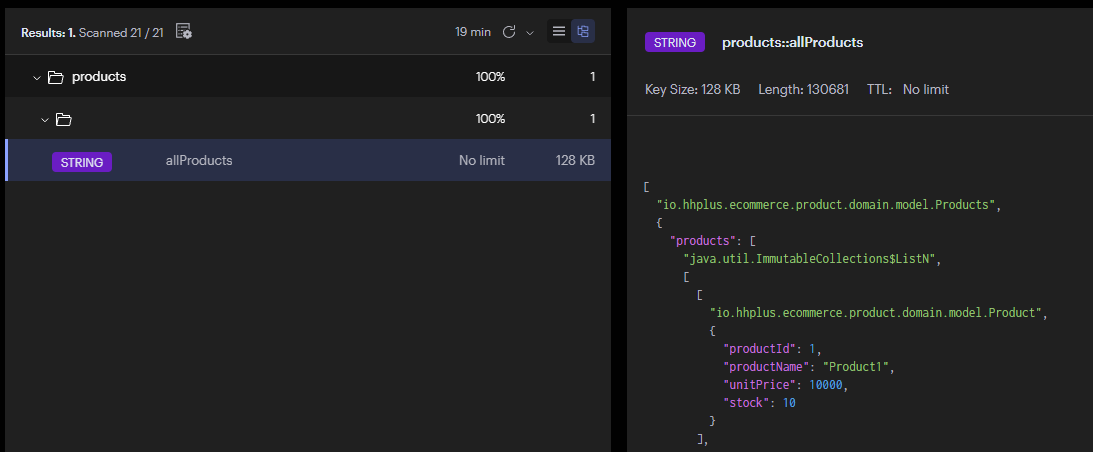 Results: 1. Scanned 21 / 21
19 min
products 100% 1
100% 1
STRING allProducts No limit 128 KB
STRING products::allProducts
Key Size: 128 KB Length: 130681 TTL: No limit
[
"io.hhplus.ecommerce.product.domain.model.Products",
{
"products": [
"java.util.ImmutableCollections$ListN",
[
[
"io.hhplus.ecommerce.product.domain.model.Product",
{
"productId": 1,
"productName": "Product1",
"unitPrice": 10000,
"stock": 10
}
],